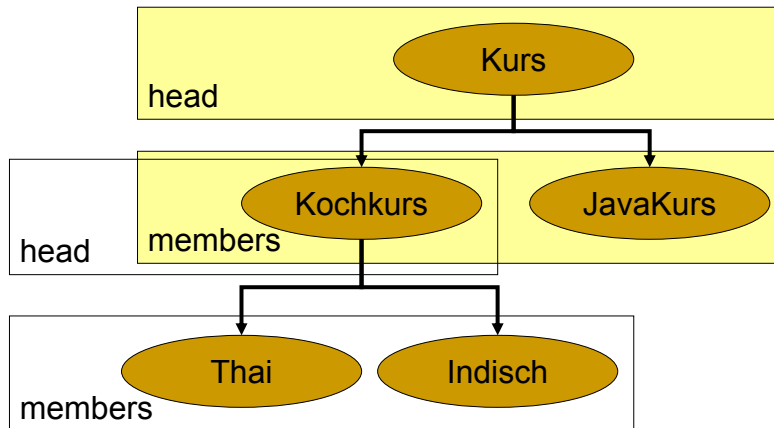 Kurs
head
Kochkurs
JavaKurs
members
head
Thai
Indisch
members